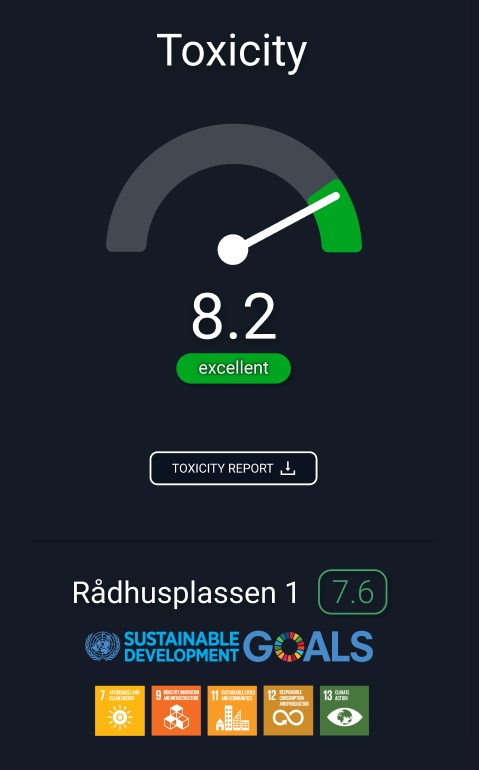 Toxicity
8.2
excellent
TOXICITY REPORT
Rådhusplassen 1 7.6
SUSTAINABLE
DEVELOPMENT GOALS
7 AFFORDABLE AND
CLEAN ENERGY
9 INDUSTRY, INNOVATION
AND INFRASTRUCTURE
11 SUSTAINABLE CITIES
AND COMMUNITIES
12 RESPONSIBLE
CONSUMPTION
AND PRODUCTION
13 CLIMATE
ACTION